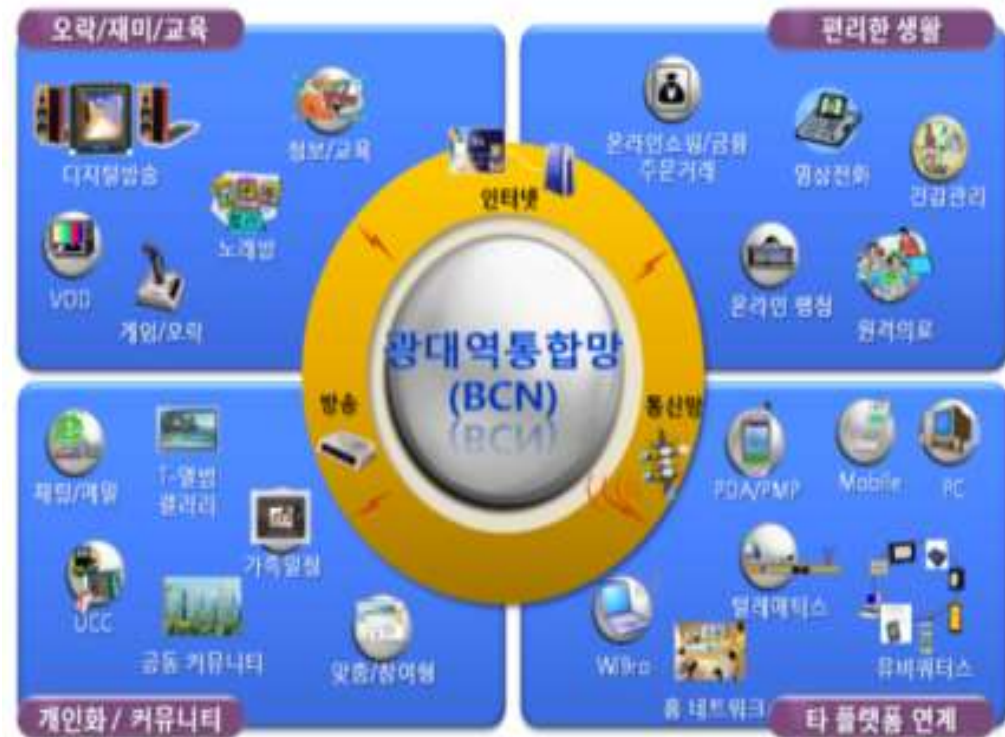 오락/재미/교육
디지털방송
정보/교육
노래방
VOD
게임/오락
편리한 생활
온라인쇼핑/금융
주문거래
영상전화
건강관리
온라인 행정
원격의료
인터넷
광대역통합망
(BCN)
방송
통신망
채팅/메일
T-앨범
갤러리
가족일정
UCC
공동 커뮤니티
맞춤/참여형
개인화 / 커뮤니티
PDA/PMP
Mobile
PC
텔레매틱스
WiBro
홈 네트워크
유비쿼터스
타 플랫폼 연계